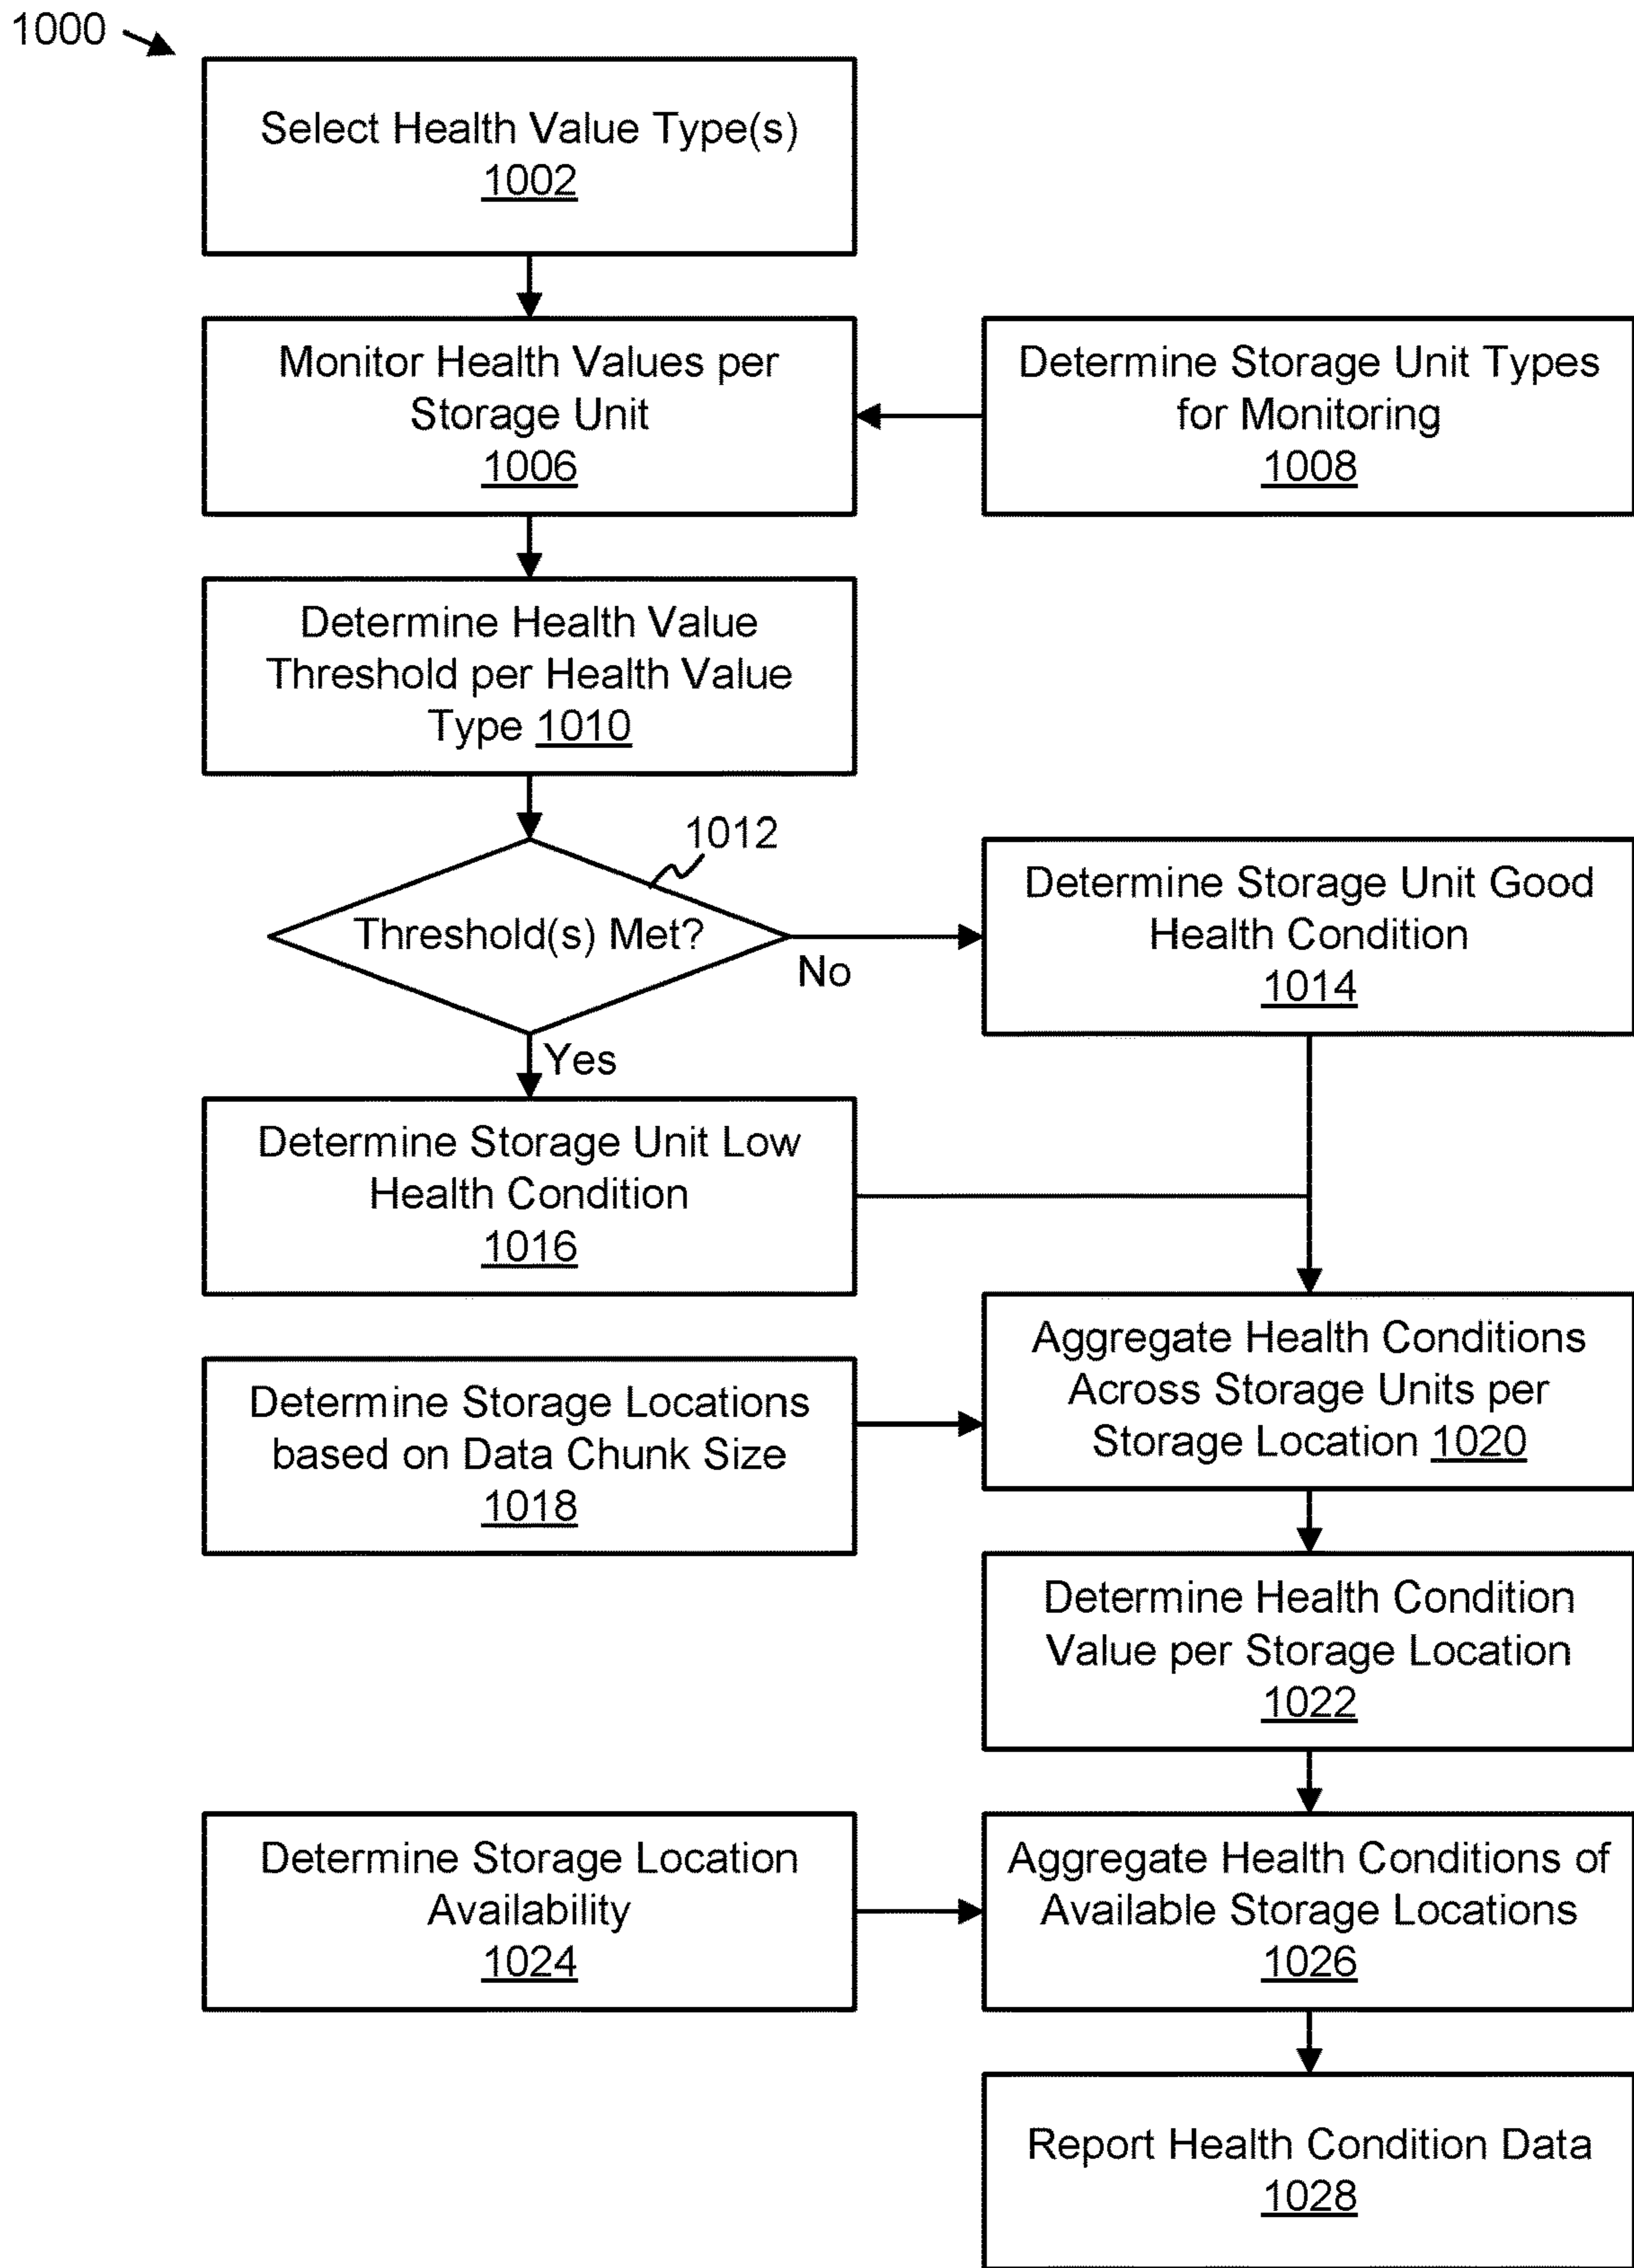 1000
Select Health Value Type(s)
1002
Monitor Health Values per
Storage Unit
1006
Determine Storage Unit Types
for Monitoring
1008
Determine Health Value
Threshold per Health Value
Type 1010
1012
Threshold(s) Met?
No
Yes
Determine Storage Unit Good
Health Condition
1014
Determine Storage Unit Low
Health Condition
1016
Determine Storage Locations
based on Data Chunk Size
1018
Aggregate Health Conditions
Across Storage Units per
Storage Location 1020
Determine Health Condition
Value per Storage Location
1022
Determine Storage Location
Availability
1024
Aggregate Health Conditions of
Available Storage Locations
1026
Report Health Condition Data
1028